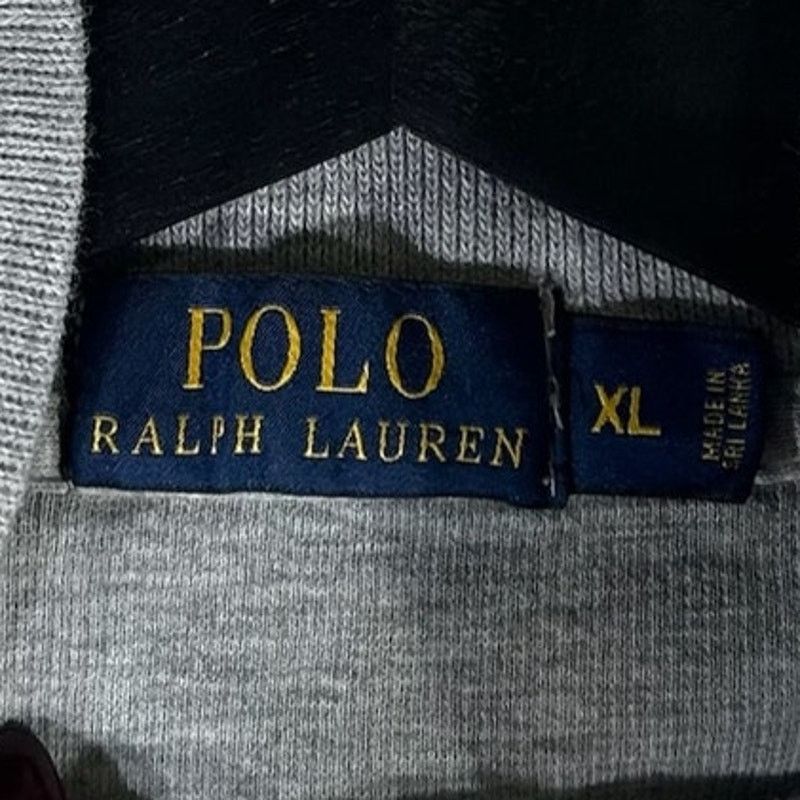 POLO
RALPH LAUREN
XL
MADE IN
SRI LANKA